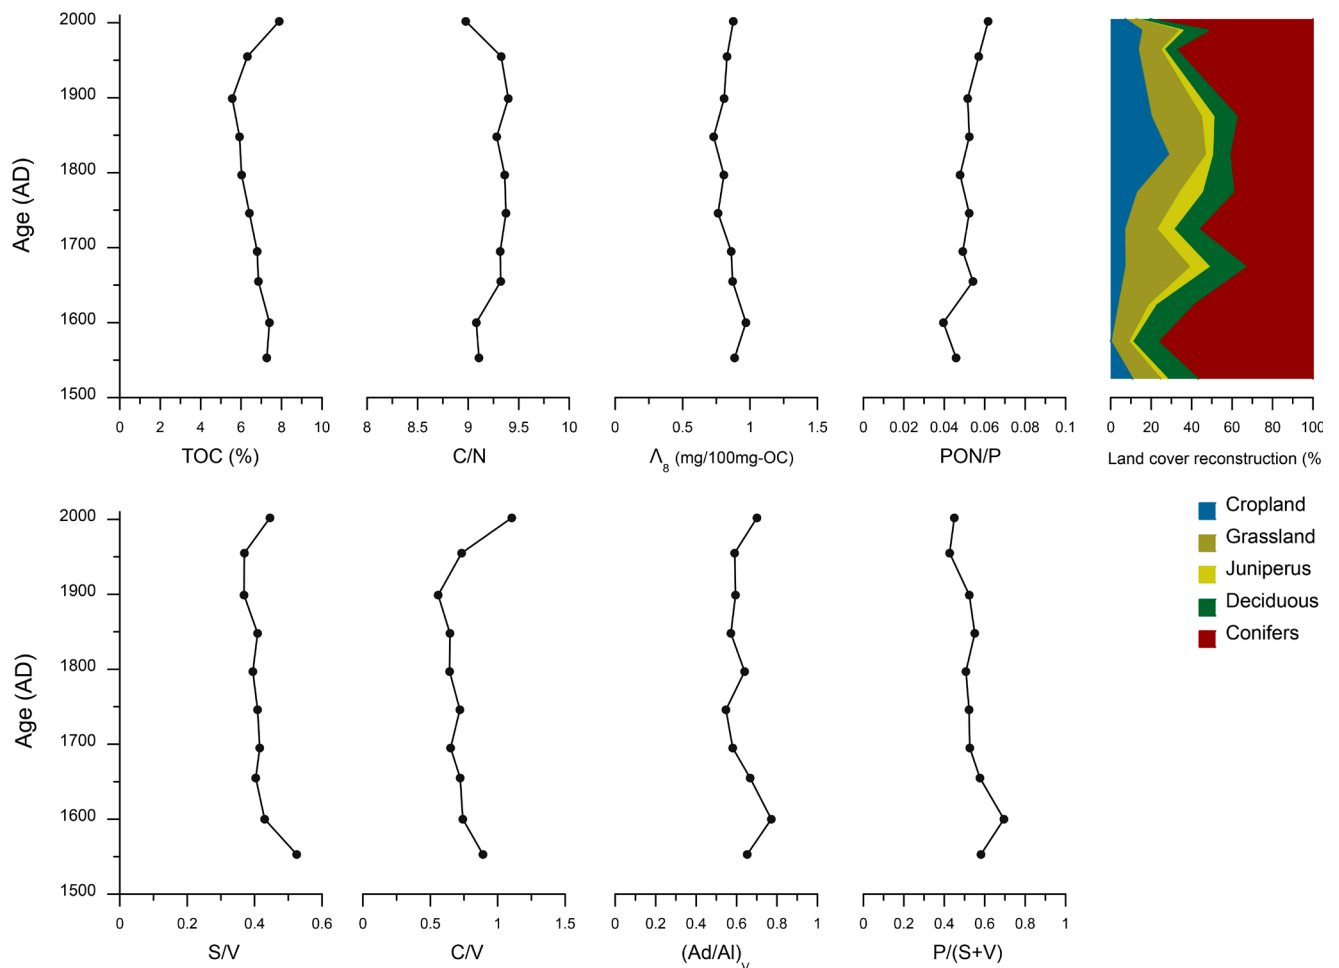 2000
1900
1800
1700
1600
1500
Age (AD)
0 2 4 6 8 10
TOC (%)
8 8.5 9 9.5 10
C/N
0 0.5 1 1.5
Λ8 (mg/100mg-OC)
0 0.02 0.04 0.06 0.08 0.1
PON/P
0 20 40 60 80 100
Land cover reconstruction (%
Cropland
Grassland
Juniperus
Deciduous
Conifers
2000
1900
1800
1700
1600
1500
Age (AD)
0 0.2 0.4 0.6
S/V
0 0.5 1 1.5
C/V
0 0.2 0.4 0.6 0.8 1
(Ad/Al)V
0 0.2 0.4 0.6 0.8 1
P/(S+V)